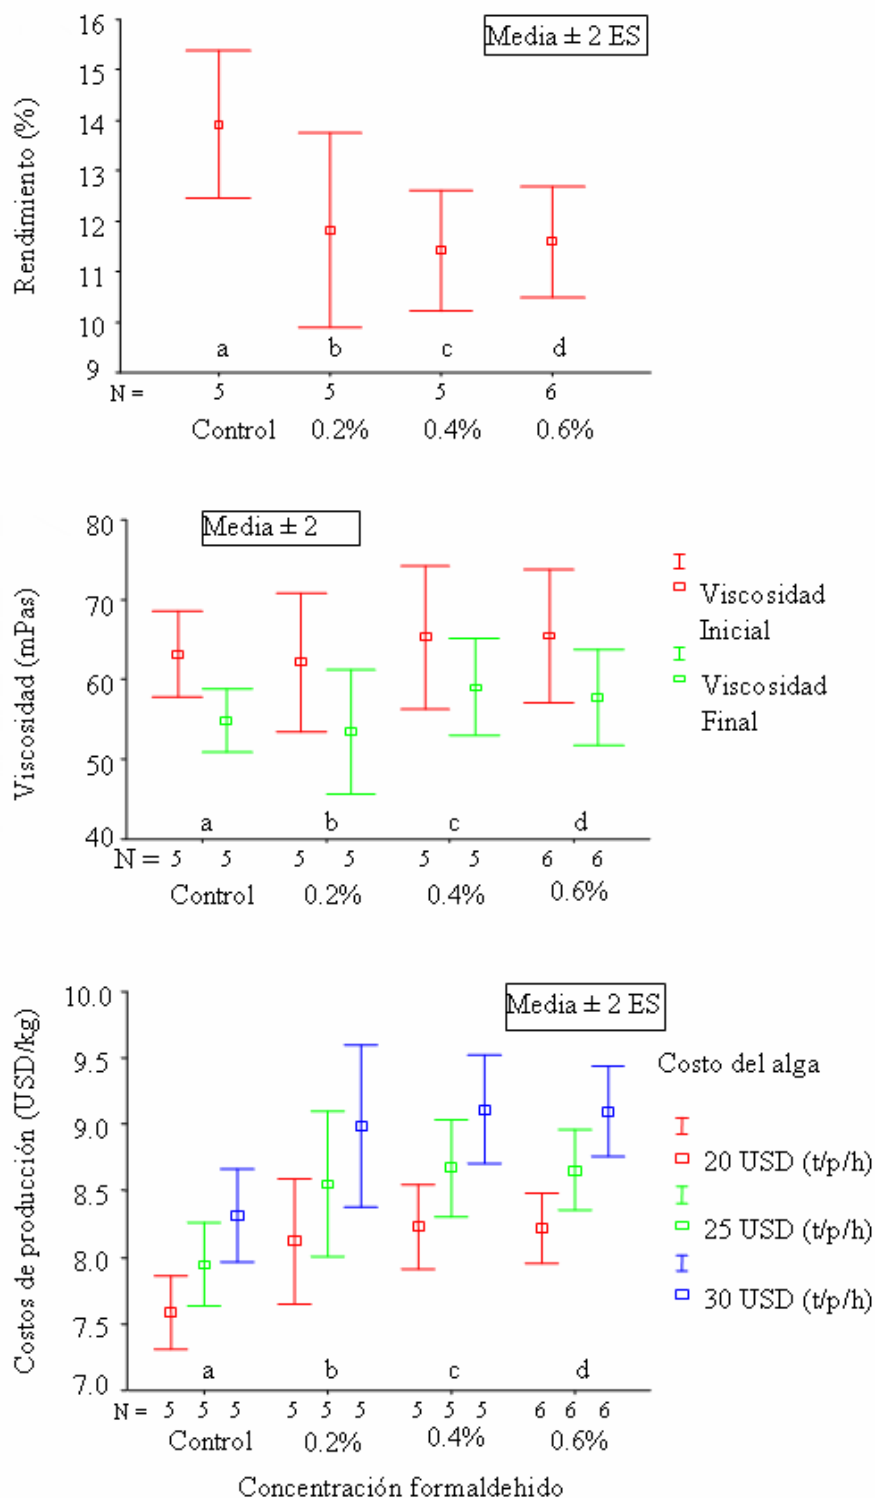 16
Media ± 2 ES
15
14
13
12
11
10
9
Rendimiento (%)
a b c d
N = 5 5 5 6
Control 0.2% 0.4% 0.6%
80
Media ± 2
70
60
50
40
Viscosidad (mPas)
Viscosidad
Inicial
Viscosidad
Final
a b c d
N = 5 5 5 5 5 5 6 6
Control 0.2% 0.4% 0.6%
10.0
Media ± 2 ES
9.5
9.0
8.5
8.0
7.5
7.0
Costos de producción (USD/kg)
Costo del alga
20 USD (t/p/h)
25 USD (t/p/h)
30 USD (t/p/h)
a b c d
N = 5 5 5 5 5 5 5 5 5 6 6 6
Control 0.2% 0.4% 0.6%
Concentración formaldehido